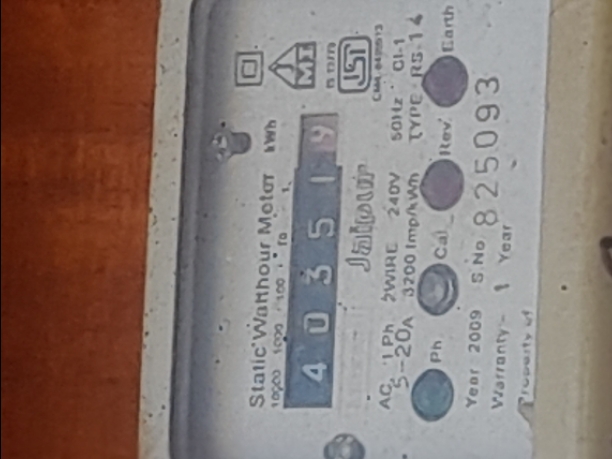 Static Watthour Meter kWh
10000 1000 100 10 1
4 0 3 5 1 9
AC 1 Ph 2WIRE 240V 50Hz Cl-1
5-20A 3200 Imp/kWh TYPE RS-14
Ph. Cal. Rev. Earth
Year 2009 S.No. 825093
Warranty- 1 Year
Property of